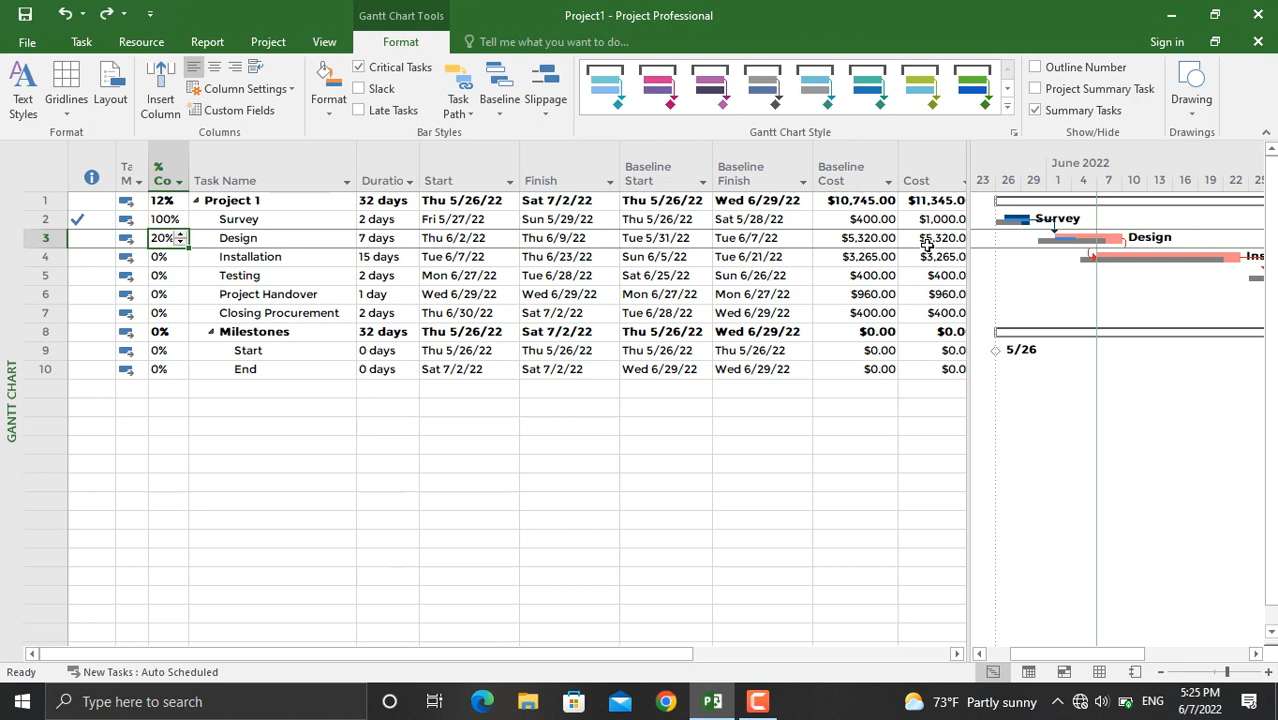 Gantt Chart Tools
Project1 - Project Professional
File Task Resource Report Project View Format Tell me what you want to do... Sign in
Text Styles
Gridlines
Layout
Format
Insert Column
Column Settings
Custom Fields
Columns
Format
Critical Tasks
Slack
Late Tasks
Task Path
Baseline
Slippage
Bar Styles
Gantt Chart Style
Outline Number
Project Summary Task
Summary Tasks
Show/Hide
Drawing
Drawings
Ta M % Co Task Name Duratio Start Finish Baseline Start Baseline Finish Baseline Cost Cost
June 2022
23 26 29 1 4 7 10 13 16 19 22 25
1 12% Project 1 32 days Thu 5/26/22 Sat 7/2/22 Thu 5/26/22 Wed 6/29/22 $10,745.00 $11,345.0
2 100% Survey 2 days Fri 5/27/22 Sun 5/29/22 Thu 5/26/22 Sat 5/28/22 $400.00 $1,000.0 Survey
3 20% Design 7 days Thu 6/2/22 Thu 6/9/22 Tue 5/31/22 Tue 6/7/22 $5,320.00 $5,320.0 Design
4 0% Installation 15 days Tue 6/7/22 Thu 6/23/22 Sun 6/5/22 Tue 6/21/22 $3,265.00 $3,265.0 Ins
5 0% Testing 2 days Mon 6/27/22 Tue 6/28/22 Sat 6/25/22 Sun 6/26/22 $400.00 $400.0
6 0% Project Handover 1 day Wed 6/29/22 Wed 6/29/22 Mon 6/27/22 Mon 6/27/22 $960.00 $960.0
7 0% Closing Procurement 2 days Thu 6/30/22 Sat 7/2/22 Tue 6/28/22 Wed 6/29/22 $400.00 $400.0
8 0% Milestones 32 days Thu 5/26/22 Sat 7/2/22 Thu 5/26/22 Wed 6/29/22 $0.00 $0.0
9 0% Start 0 days Thu 5/26/22 Thu 5/26/22 Thu 5/26/22 Thu 5/26/22 $0.00 $0.0 5/26
10 0% End 0 days Sat 7/2/22 Sat 7/2/22 Wed 6/29/22 Wed 6/29/22 $0.00 $0.0
GANTT CHART
Ready New Tasks : Auto Scheduled
Type here to search
73°F Partly sunny ENG
5:25 PM
6/7/2022